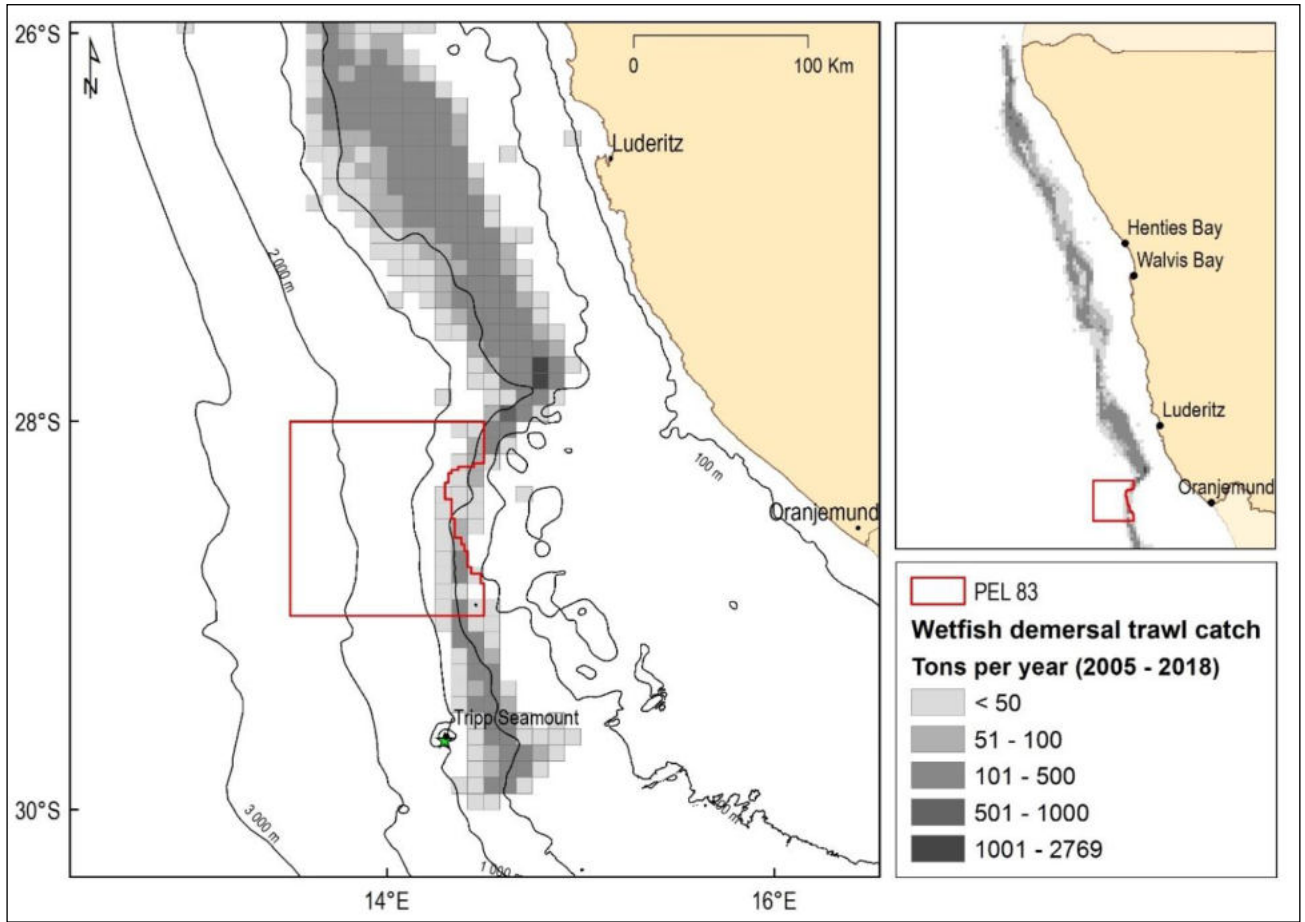 26°S
N
0 100 Km
Luderitz
2 000 m
28°S
100 m
Oranjemund
Tripp Seamount
30°S
3 000 m
1 000
14°E
16°E
Henties Bay
Walvis Bay
Luderitz
Oranjemund
PEL 83
Wetfish demersal trawl catch
Tons per year (2005 - 2018)
< 50
51 - 100
101 - 500
501 - 1000
1001 - 2769